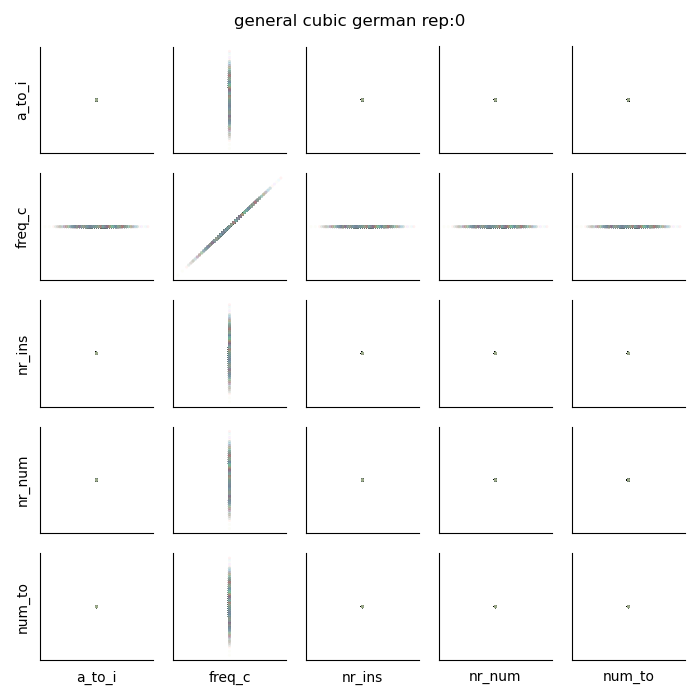 general cubic german rep:0
a_to_i
freq_c
nr_ins
nr_num
num_to
a_to_i
freq_c
nr_ins
nr_num
num_to